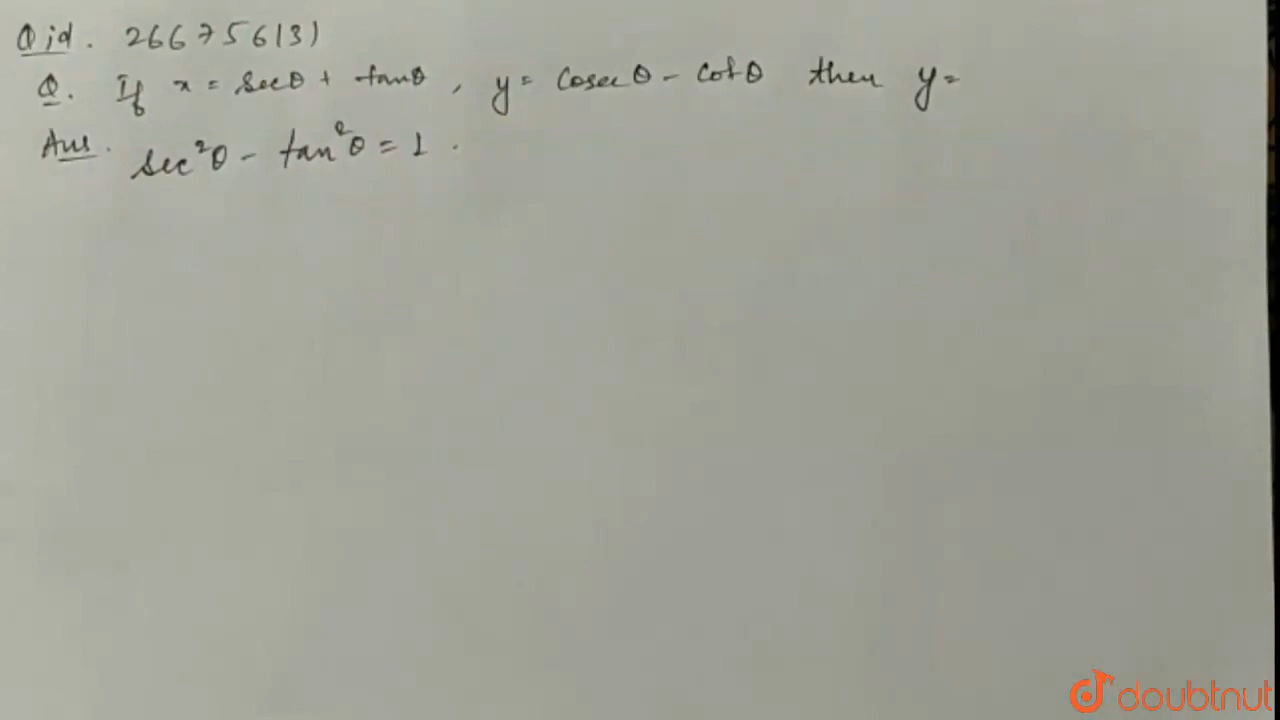 Q id. 26675613)
Q. If x = secθ + tanθ, y = cosecθ - cotθ then y =
Ans. sec²θ - tan²θ = 1.
doubtnut